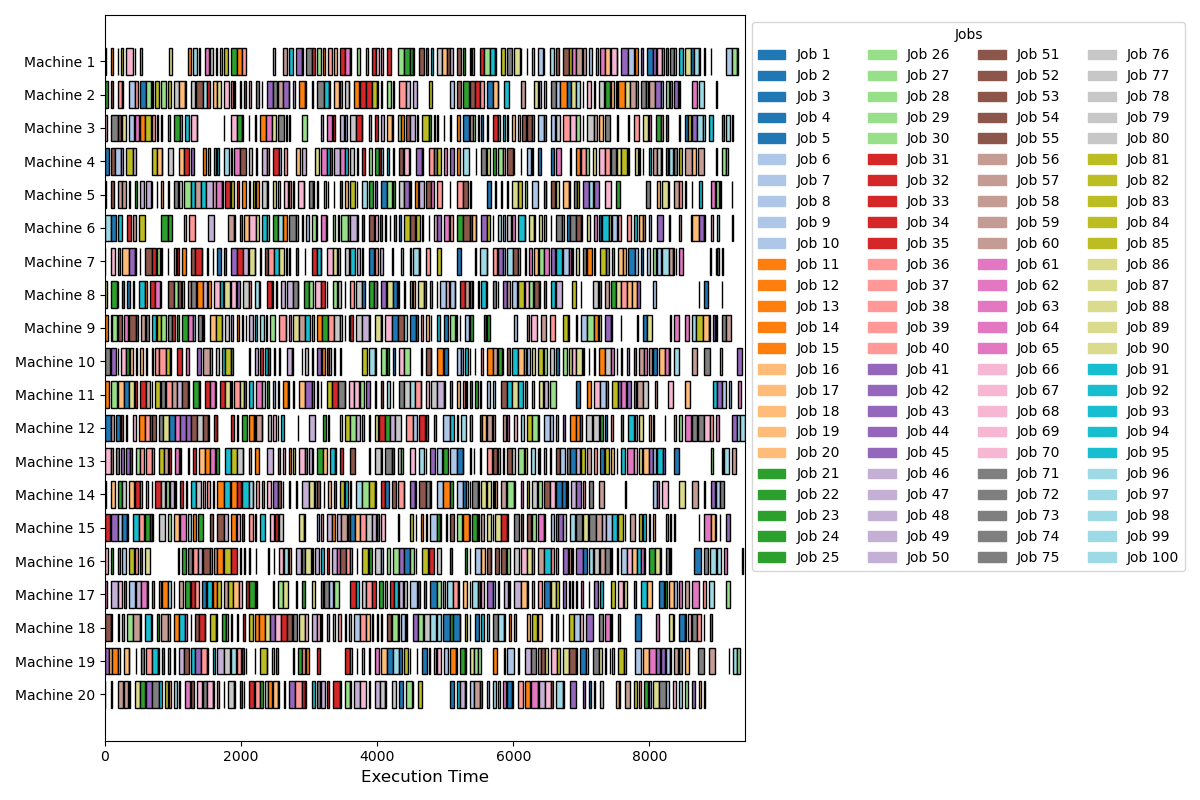 Machine 1
Machine 2
Machine 3
Machine 4
Machine 5
Machine 6
Machine 7
Machine 8
Machine 9
Machine 10
Machine 11
Machine 12
Machine 13
Machine 14
Machine 15
Machine 16
Machine 17
Machine 18
Machine 19
Machine 20
0 2000 4000 6000 8000
Execution Time
Jobs
Job 1 Job 26 Job 51 Job 76
Job 2 Job 27 Job 52 Job 77
Job 3 Job 28 Job 53 Job 78
Job 4 Job 29 Job 54 Job 79
Job 5 Job 30 Job 55 Job 80
Job 6 Job 31 Job 56 Job 81
Job 7 Job 32 Job 57 Job 82
Job 8 Job 33 Job 58 Job 83
Job 9 Job 34 Job 59 Job 84
Job 10 Job 35 Job 60 Job 85
Job 11 Job 36 Job 61 Job 86
Job 12 Job 37 Job 62 Job 87
Job 13 Job 38 Job 63 Job 88
Job 14 Job 39 Job 64 Job 89
Job 15 Job 40 Job 65 Job 90
Job 16 Job 41 Job 66 Job 91
Job 17 Job 42 Job 67 Job 92
Job 18 Job 43 Job 68 Job 93
Job 19 Job 44 Job 69 Job 94
Job 20 Job 45 Job 70 Job 95
Job 21 Job 46 Job 71 Job 96
Job 22 Job 47 Job 72 Job 97
Job 23 Job 48 Job 73 Job 98
Job 24 Job 49 Job 74 Job 99
Job 25 Job 50 Job 75 Job 100